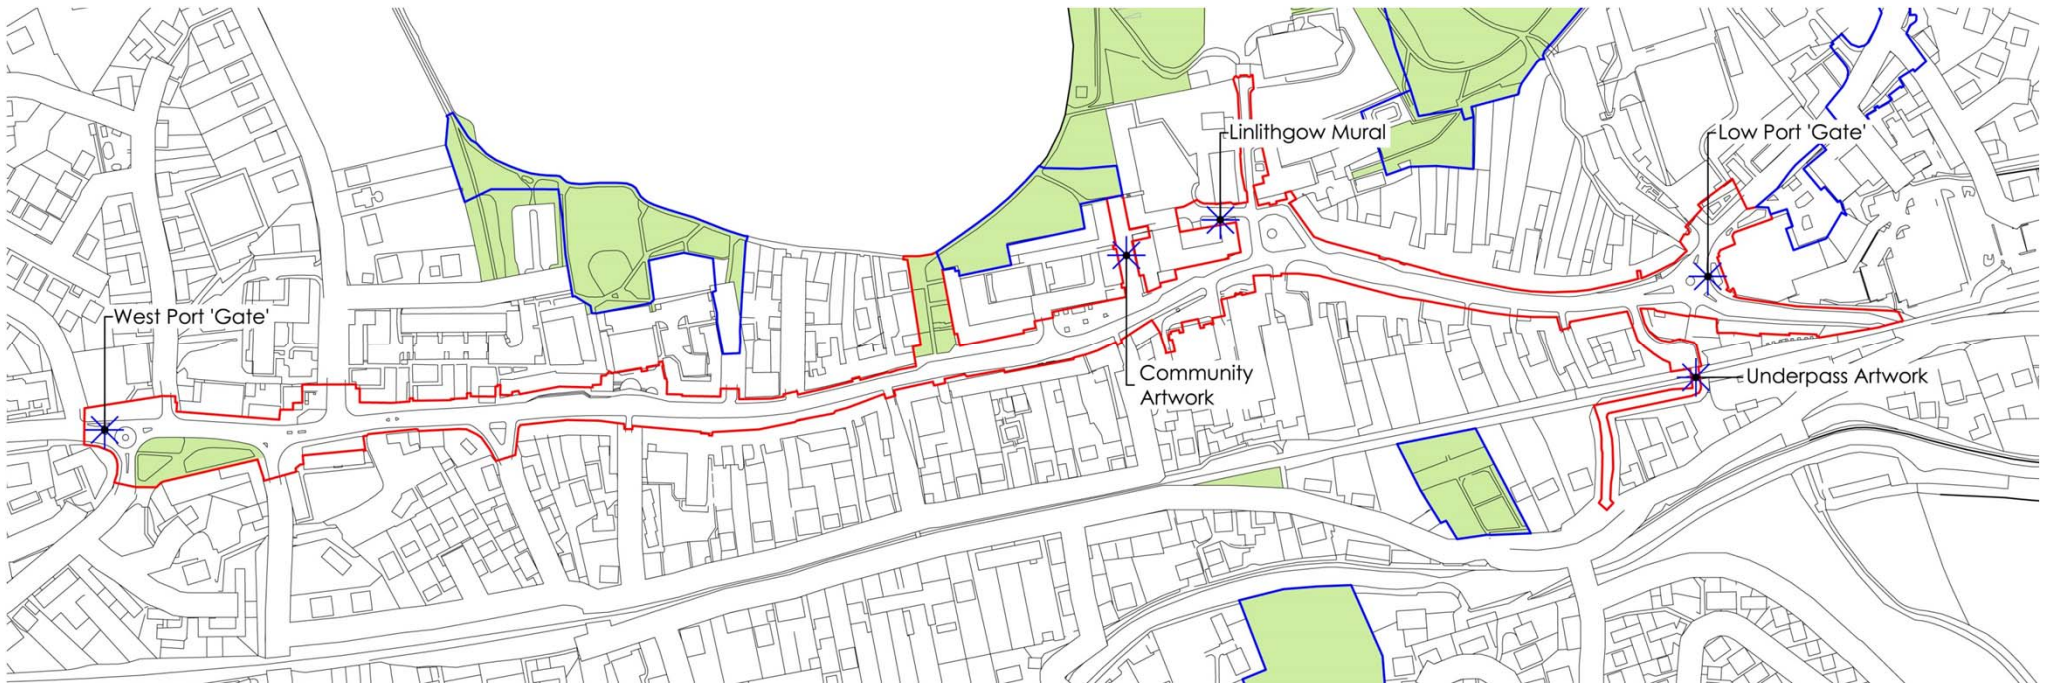 Linlithgow Mural
Low Port 'Gate'
West Port 'Gate'
Community
Artwork
Underpass Artwork